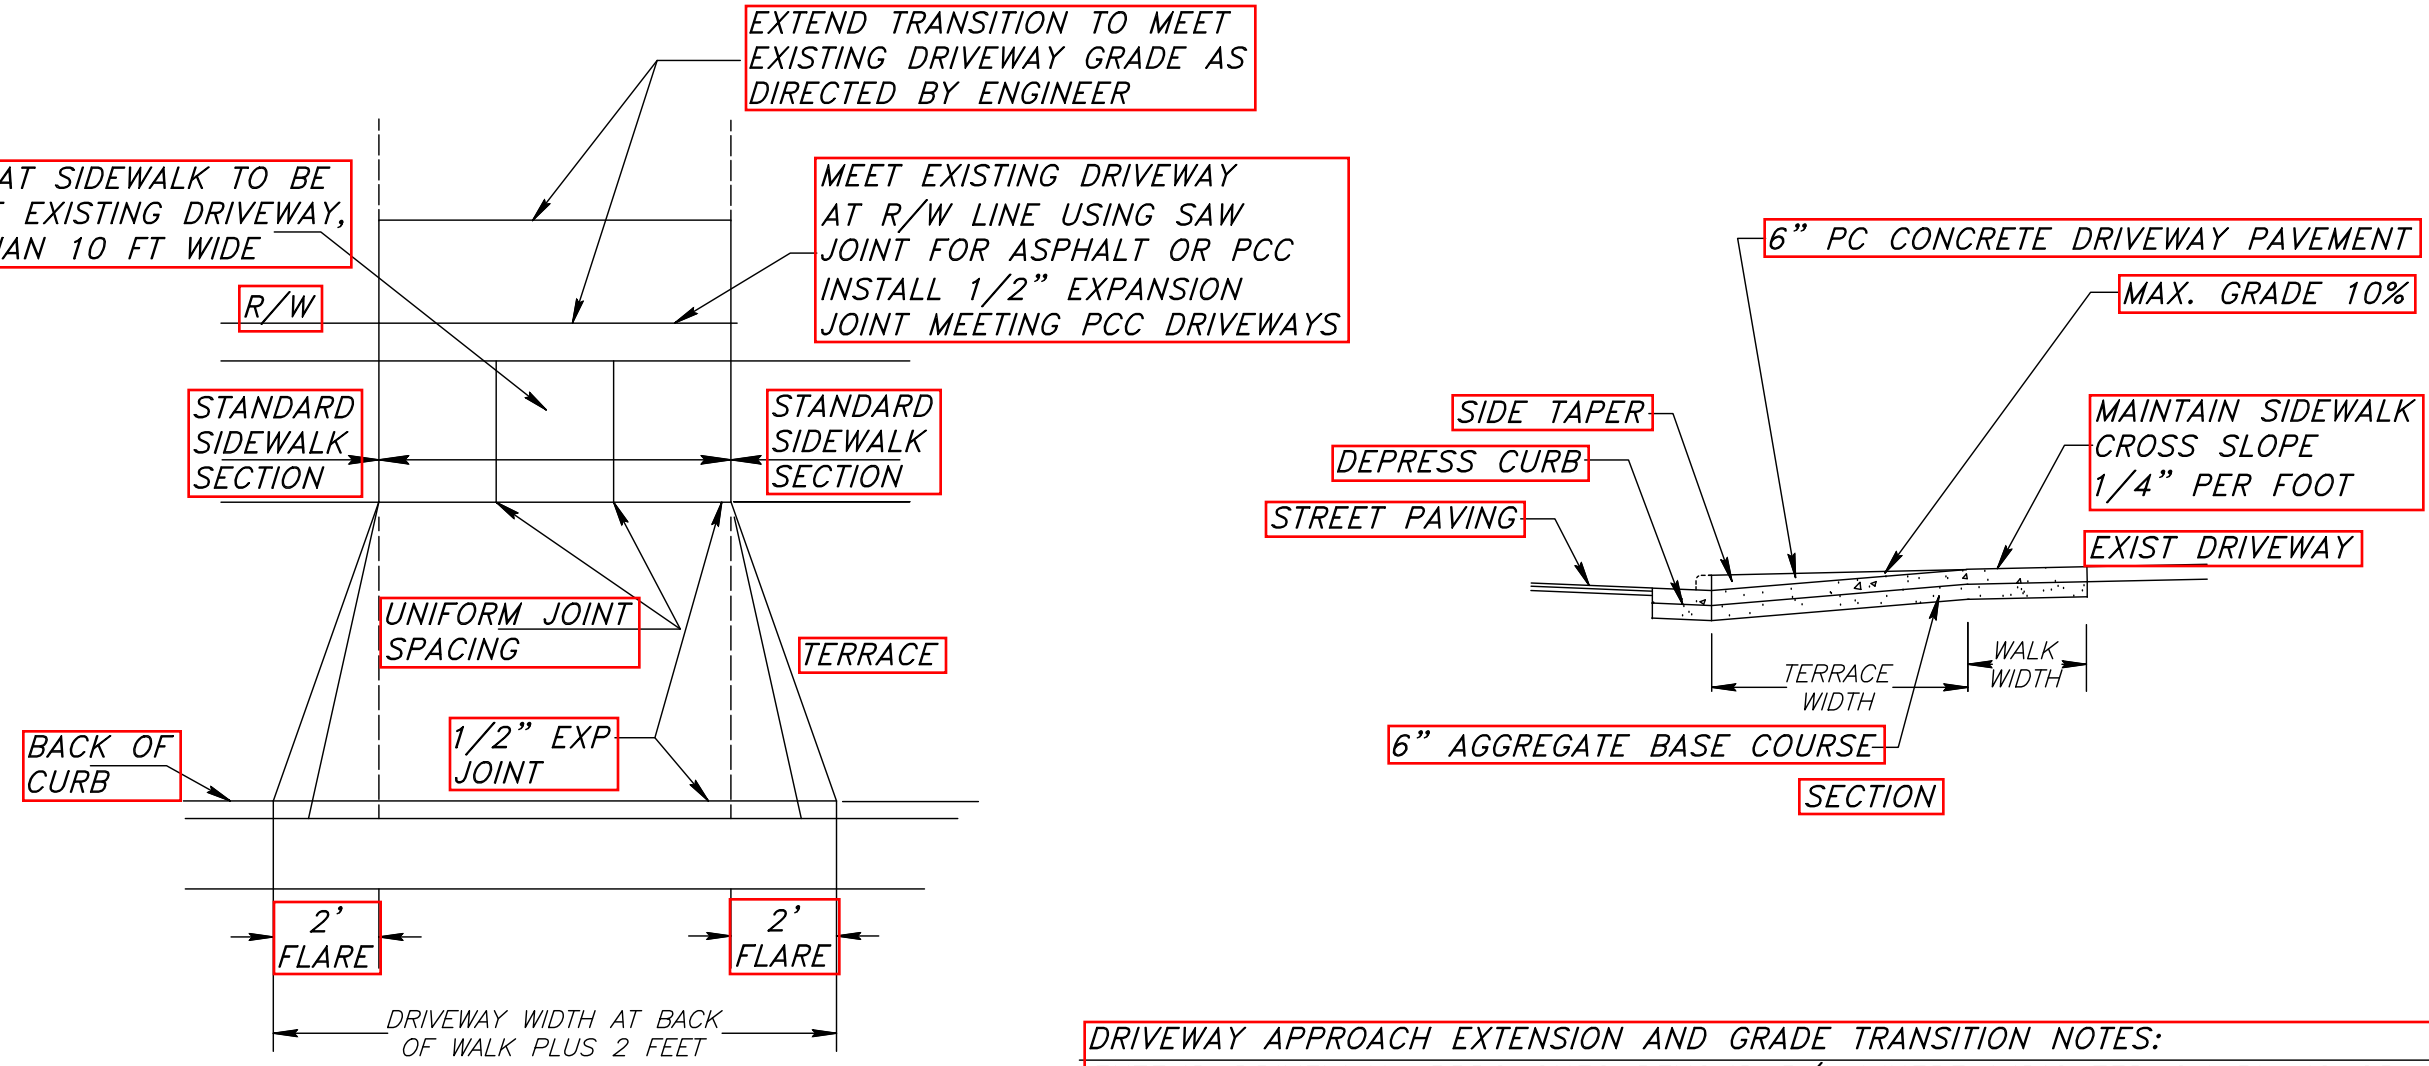 EXTEND TRANSITION TO MEET
EXISTING DRIVEWAY GRADE AS
DIRECTED BY ENGINEER
AT SIDEWALK TO BE
EXISTING DRIVEWAY,
10 FT WIDE
MEET EXISTING DRIVEWAY
AT R/W LINE USING SAW
JOINT FOR ASPHALT OR PCC
INSTALL 1/2" EXPANSION
JOINT MEETING PCC DRIVEWAYS
R/W
STANDARD
SIDEWALK
SECTION
STANDARD
SIDEWALK
SECTION
UNIFORM JOINT
SPACING
TERRACE
1/2" EXP
JOINT
BACK OF
CURB
2'
FLARE
2'
FLARE
DRIVEWAY WIDTH AT BACK
OF WALK PLUS 2 FEET
6" PC CONCRETE DRIVEWAY PAVEMENT
MAX. GRADE 10%
SIDE TAPER
MAINTAIN SIDEWALK
CROSS SLOPE
1/4" PER FOOT
DEPRESS CURB
STREET PAVING
EXIST DRIVEWAY
WALK
WIDTH
TERRACE
WIDTH
6" AGGREGATE BASE COURSE
SECTION
DRIVEWAY APPROACH EXTENSION AND GRADE TRANSITION NOTES: